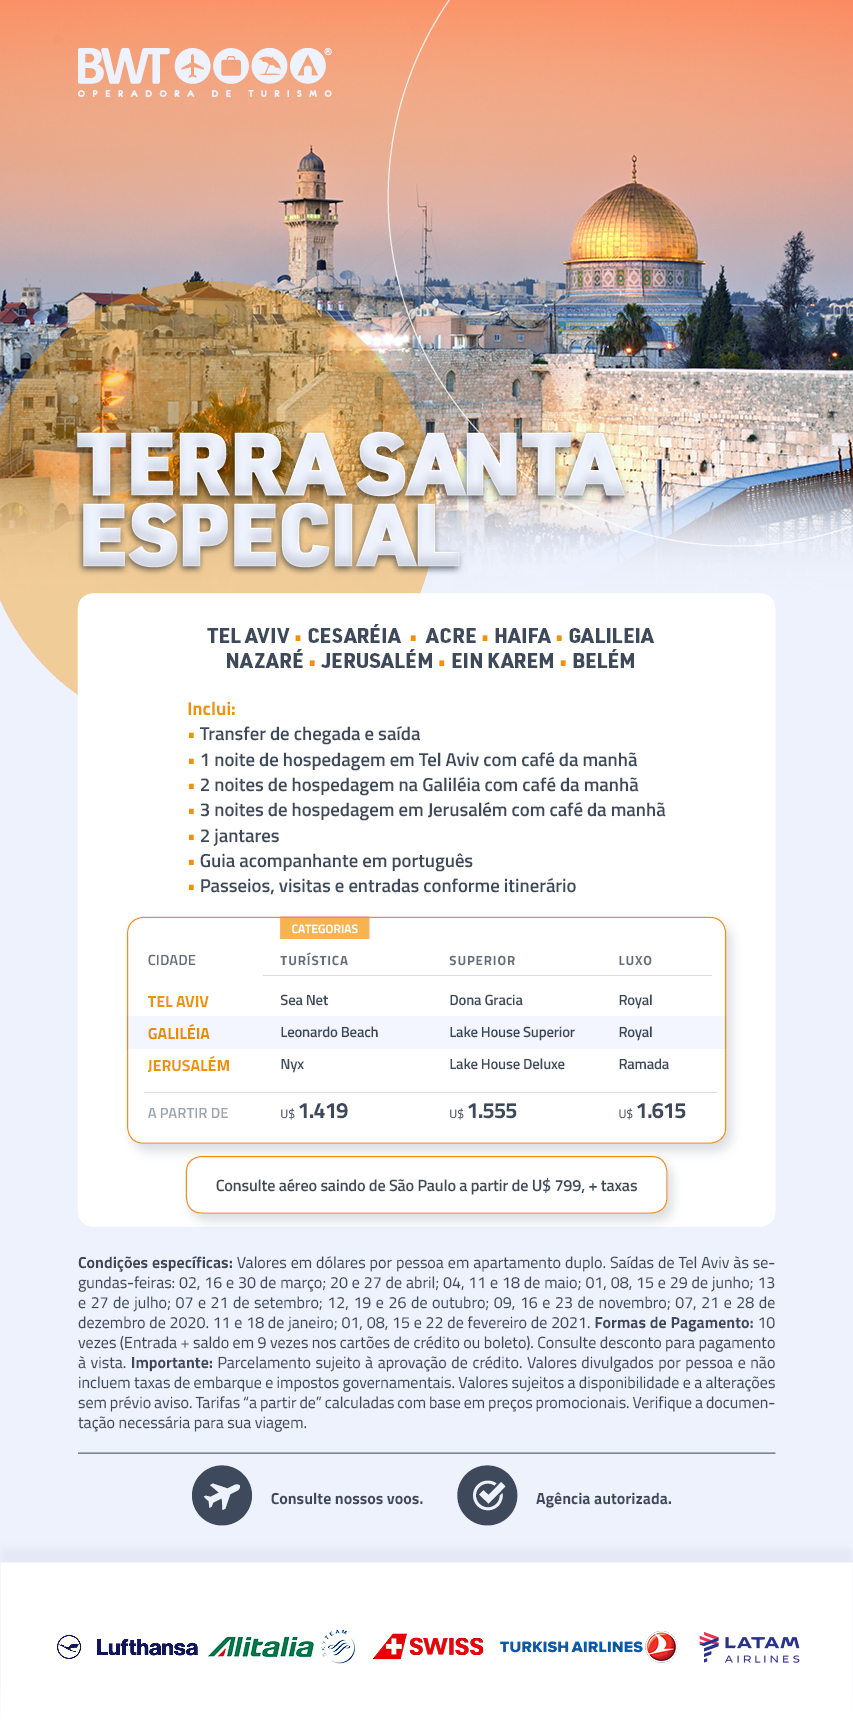 BWT ®
OPERADORA DE TURISMO
TERRA SANTA
ESPECIAL
TEL AVIV ▪ CESARÉIA ▪ ACRE ▪ HAIFA ▪ GALILEIA
NAZARÉ ▪ JERUSALÉM ▪ EIN KAREM ▪ BELÉM
Inclui:
▪ Transfer de chegada e saída
▪ 1 noite de hospedagem em Tel Aviv com café da manhã
▪ 2 noites de hospedagem na Galiléia com café da manhã
▪ 3 noites de hospedagem em Jerusalém com café da manhã
▪ 2 jantares
▪ Guia acompanhante em português
▪ Passeios, visitas e entradas conforme itinerário
CATEGORIAS
CIDADE TURÍSTICA SUPERIOR LUXO
TEL AVIV Sea Net Dona Gracia Royal
GALILÉIA Leonardo Beach Lake House Superior Royal
JERUSALÉM Nyx Lake House Deluxe Ramada
A PARTIR DE U$ 1.419 U$ 1.555 U$ 1.615
Consulte aéreo saindo de São Paulo a partir de U$ 799, + taxas
Condições específicas: Valores em dólares por pessoa em apartamento duplo. Saídas de Tel Aviv às se-
gundas-feiras: 02, 16 e 30 de março; 20 e 27 de abril; 04, 11 e 18 de maio; 01, 08, 15 e 29 de junho; 13
e 27 de julho; 07 e 21 de setembro; 12, 19 e 26 de outubro; 09, 16 e 23 de novembro; 07, 21 e 28 de
dezembro de 2020. 11 e 18 de janeiro; 01, 08, 15 e 22 de fevereiro de 2021. Formas de Pagamento: 10
vezes (Entrada + saldo em 9 vezes nos cartões de crédito ou boleto). Consulte desconto para pagamento
à vista. Importante: Parcelamento sujeito à aprovação de crédito. Valores divulgados por pessoa e não
incluem taxas de embarque e impostos governamentais. Valores sujeitos a disponibilidade e a alterações
sem prévio aviso. Tarifas “a partir de” calculadas com base em preços promocionais. Verifique a documen-
tação necessária para sua viagem.
Consulte nossos voos. Agência autorizada.
Lufthansa Alitalia SKYTEAM SWISS TURKISH AIRLINES LATAM
AIRLINES